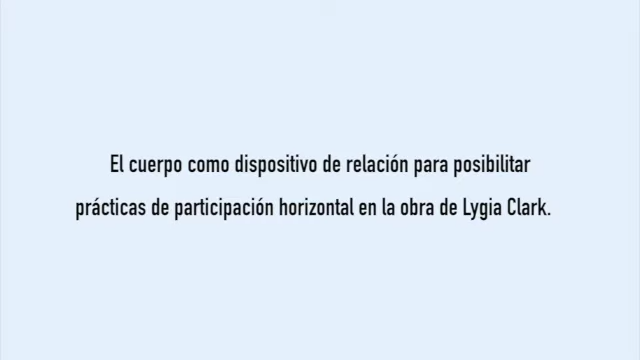 El cuerpo como dispositivo de relación para posibilitar
prácticas de participación horizontal en la obra de Lygia Clark.